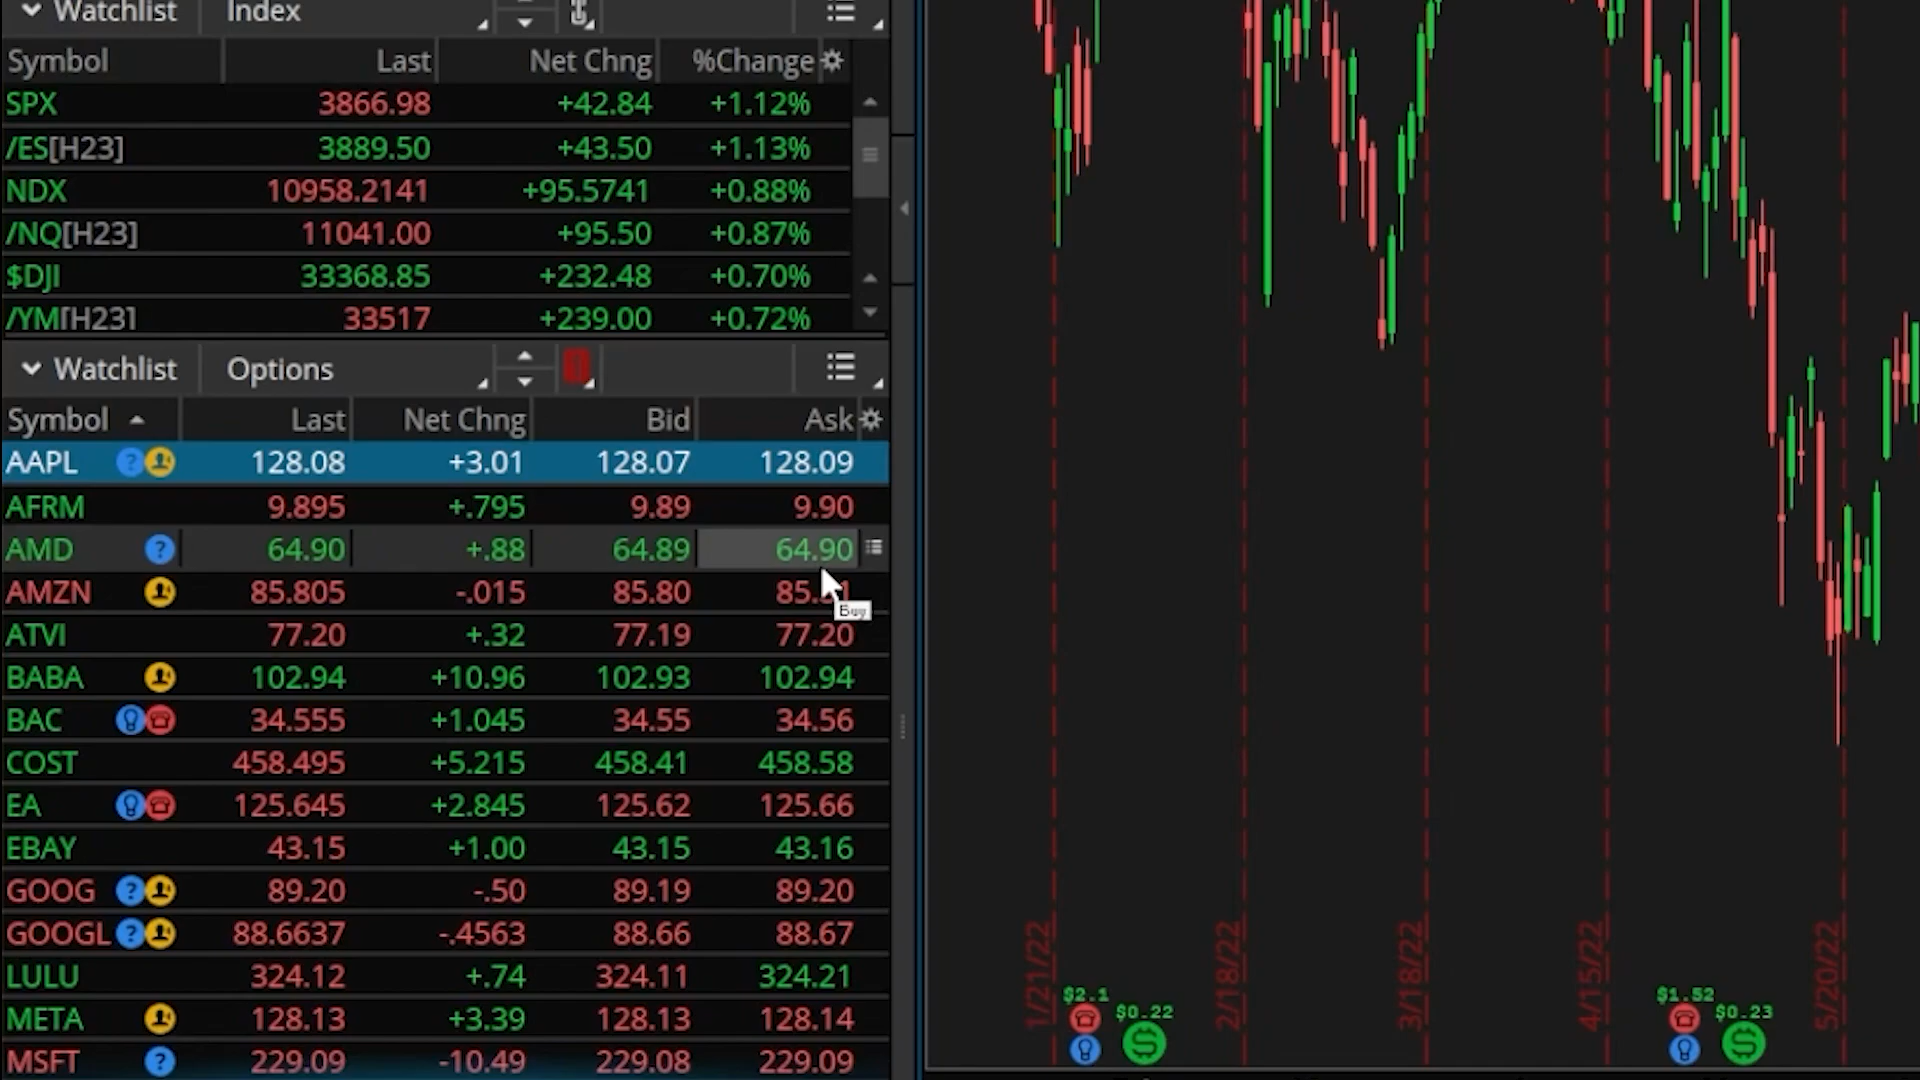 Watchlist Index
Symbol Last Net Chng %Change
SPX 3866.98 +42.84 +1.12%
/ES[H23] 3889.50 +43.50 +1.13%
NDX 10958.2141 +95.5741 +0.88%
/NQ[H23] 11041.00 +95.50 +0.87%
$DJI 33368.85 +232.48 +0.70%
/YM[H23] 33517 +239.00 +0.72%
Watchlist Options
Symbol Last Net Chng Bid Ask
AAPL 128.08 +3.01 128.07 128.09
AFRM 9.895 +.795 9.89 9.90
AMD 64.90 +.88 64.89 64.90
AMZN 85.805 -.015 85.80
Buy
ATVI 77.20 +.32 77.19 77.20
BABA 102.94 +10.96 102.93 102.94
BAC 34.555 +1.045 34.55 34.56
COST 458.495 +5.215 458.41 458.58
EA 125.645 +2.845 125.62 125.66
EBAY 43.15 +1.00 43.15 43.16
GOOG 89.20 -.50 89.19 89.20
GOOGL 88.6637 -.4563 88.66 88.67
LULU 324.12 +.74 324.11 324.21
META 128.13 +3.39 128.13 128.14
MSFT 229.09 -10.49 229.08 229.09
1/21/22
2/18/22
3/18/22
4/15/22
5/20/22
$2.1
$0.22
$1.52
$0.23